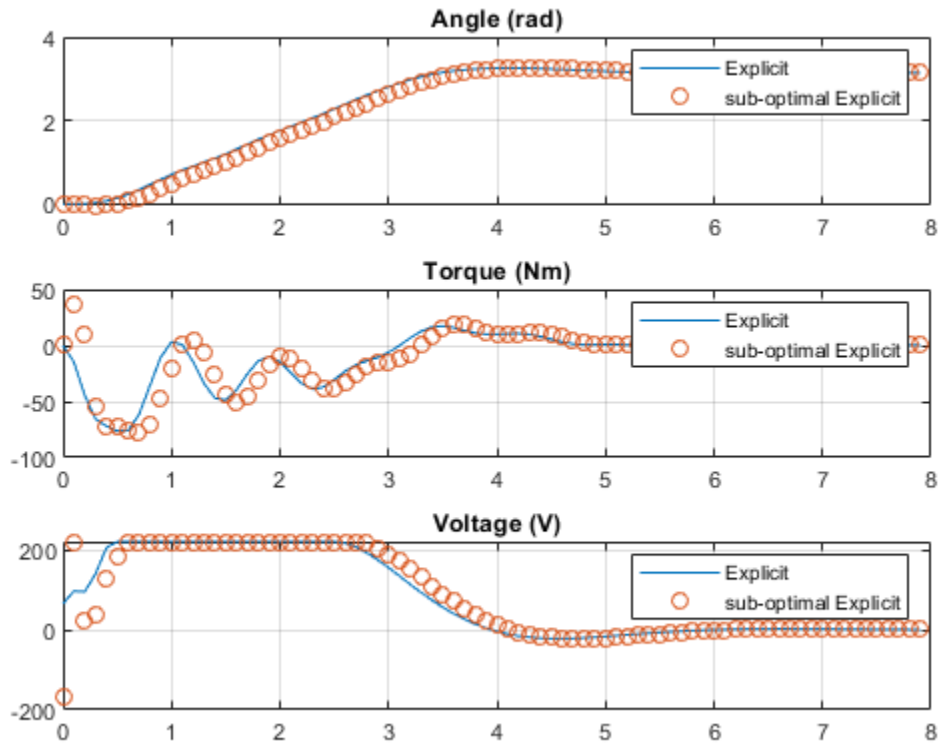 Angle (rad)
4
2
0
Explicit
sub-optimal Explicit
0 1 2 3 4 5 6 7 8
Torque (Nm)
50
0
-50
-100
Explicit
sub-optimal Explicit
0 1 2 3 4 5 6 7 8
Voltage (V)
200
0
-200
Explicit
sub-optimal Explicit
0 1 2 3 4 5 6 7 8